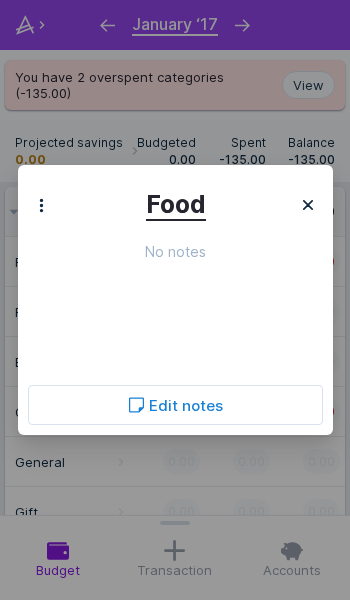 January ‘17
You have 2 overspent categories
(-135.00)
View
Projected savings
0.00
Budgeted
0.00
Spent
-135.00
Balance
-135.00
Food
No notes
Edit notes
General 0.00 0.00 0.00
Gift 0.00 0.00 0.00
Budget
Transaction
Accounts